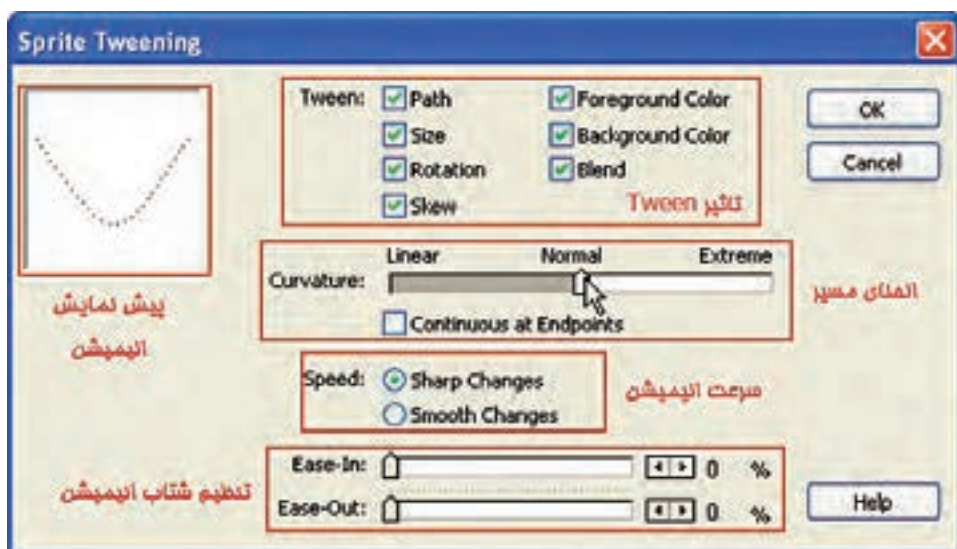 Sprite Tweening
Tween:
Path
Foreground Color
Size
Background Color
Rotation
Blend
Skew
تاثیر Tween
OK
Cancel
پیش نمایش
انیمیشن
Linear Normal Extreme
Curvature:
Continuous at Endpoints
انحنای مسیر
Speed:
Sharp Changes
Smooth Changes
سرعت انیمیشن
Ease-In: 0 %
Ease-Out: 0 %
تنظیم شتاب انیمیشن
Help